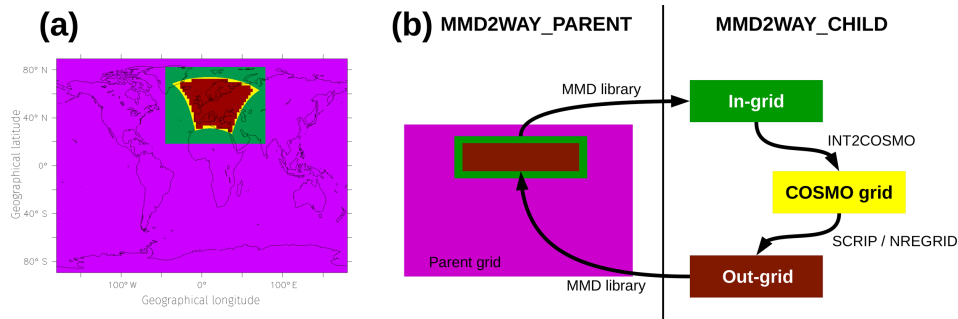 (a)
(b) MMD2WAY_PARENT
MMD2WAY_CHILD
80° N
40° N
0°
40° S
80° S
Geographical latitude
100°W
0°
100°E
Geographical longitude
MMD library
In-grid
INT2COSMO
COSMO grid
SCRIP / NREGRID
Out-grid
Parent grid
MMD library